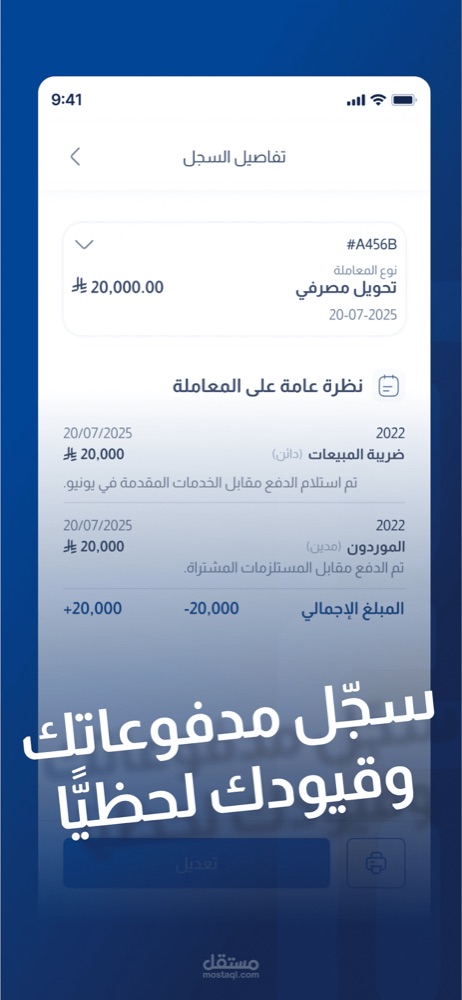 9:41
تفاصيل السجل
#A456B
نوع المعاملة
تحويل مصرفي
20,000.00
20-07-2025
نظرة عامة على المعاملة
2022
20/07/2025
ضريبة المبيعات (دائن)
20,000
تم استلام الدفع مقابل الخدمات المقدمة في يونيو.
2022
20/07/2025
الموردون (مدين)
20,000
تم الدفع مقابل المستلزمات المشتراة.
المبلغ الإجمالي -20,000 +20,000
سجّل مدفوعاتك
وقيودك لحظيًّا
تعديل
مستقل
mostaql.com